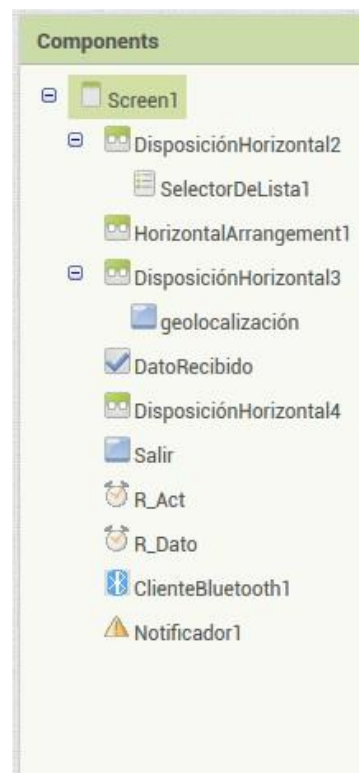 Components
Screen1
DisposiciónHorizontal2
SelectorDeLista1
HorizontalArrangement1
DisposiciónHorizontal3
geolocalización
DatoRecibido
DisposiciónHorizontal4
Salir
R_Act
R_Dato
ClienteBluetooth1
Notificador1